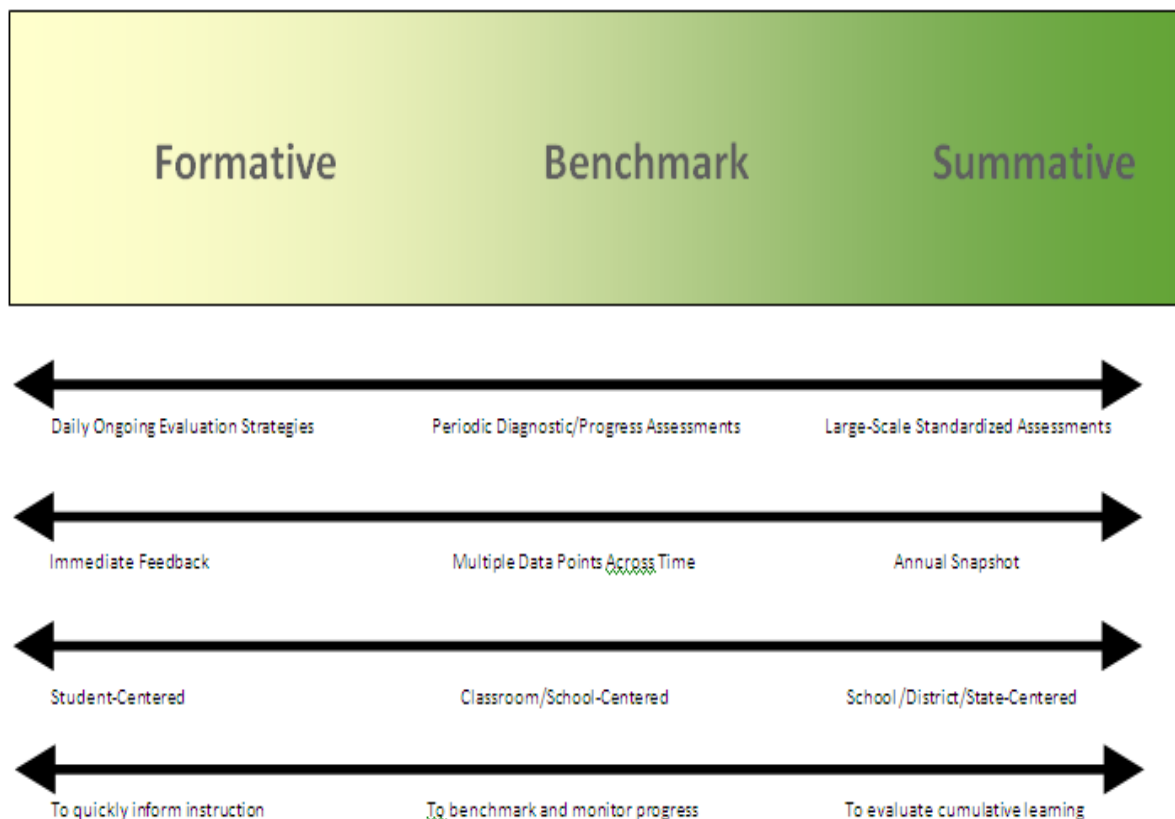 Formative Benchmark Summative
Daily Ongoing Evaluation Strategies Periodic Diagnostic/Progress Assessments Large-Scale Standardized Assessments
Immediate Feedback Multiple Data Points Across Time Annual Snapshot
Student-Centered Classroom/School-Centered School/District/State-Centered
To quickly inform instruction To benchmark and monitor progress To evaluate cumulative learning